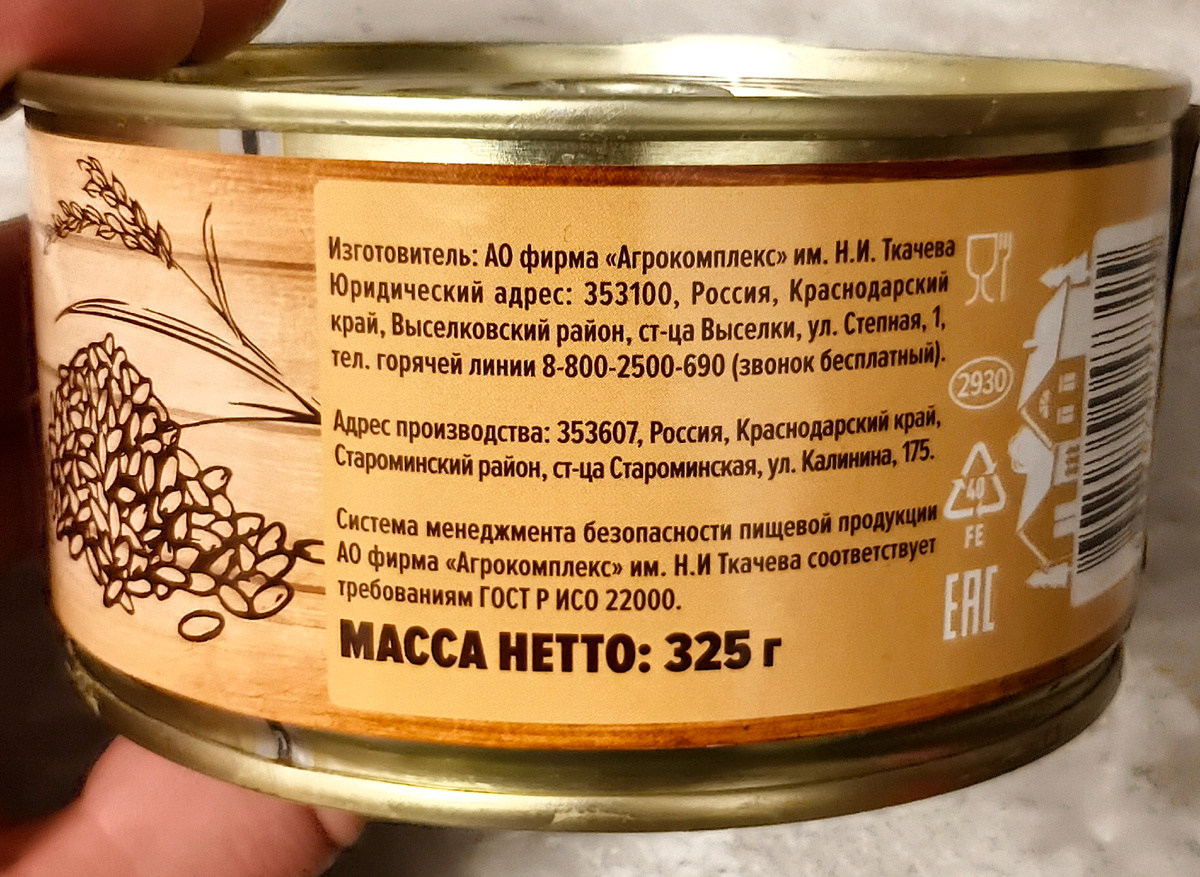 Изготовитель: АО фирма «Агрокомплекс» им. Н.И. Ткачева
Юридический адрес: 353100, Россия, Краснодарский
край, Выселковский район, ст-ца Выселки, ул. Степная, 1,
тел. горячей линии 8-800-2500-690 (звонок бесплатный).
Адрес производства: 353607, Россия, Краснодарский край,
Староминский район, ст-ца Староминская, ул. Калинина, 175.
Система менеджмента безопасности пищевой продукции
АО фирма «Агрокомплекс» им. Н.И Ткачева соответствует
требованиям ГОСТ Р ИСО 22000.
МАССА НЕТТО: 325 г
2930
40
FE
EAC